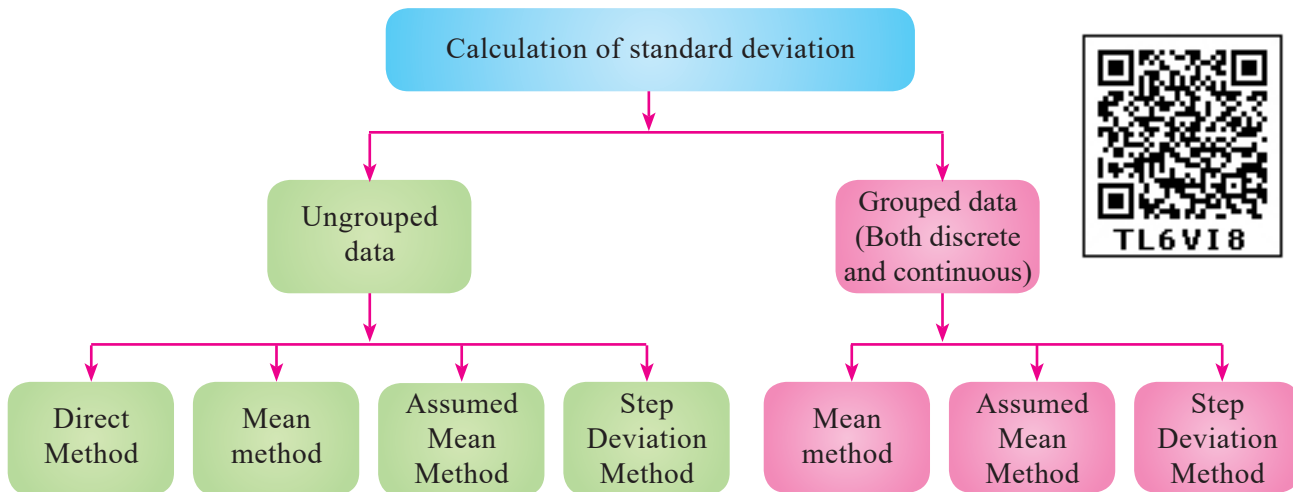 Calculation of standard deviation
TL6VI8
Ungrouped
data
Grouped data
(Both discrete
and continuous)
Direct
Method
Mean
method
Assumed
Mean
Method
Step
Deviation
Method
Mean
method
Assumed
Mean
Method
Step
Deviation
Method